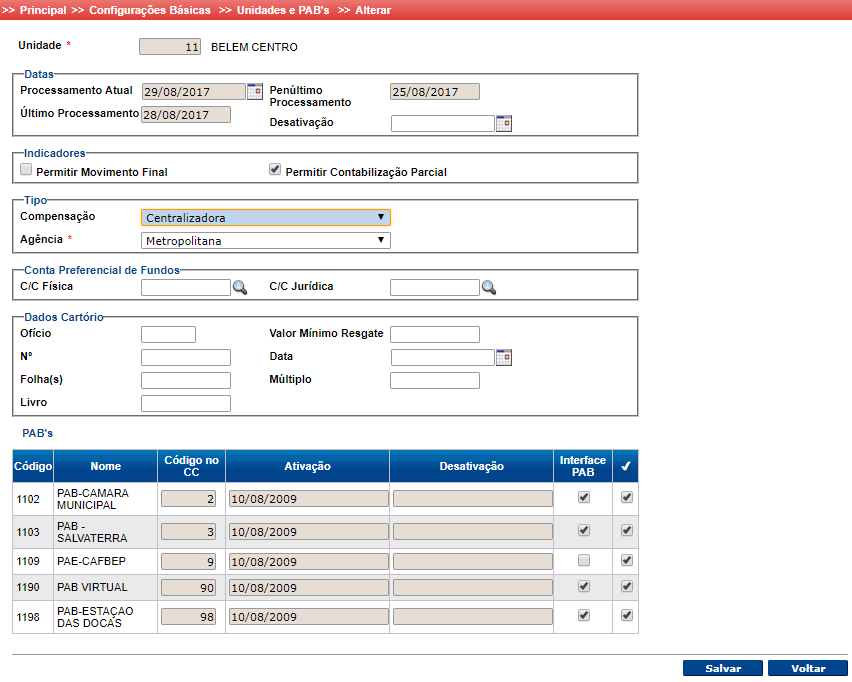 >> Principal >> Configurações Básicas >> Unidades e PAB's >> Alterar
Unidade * 11 BELEM CENTRO
Datas
Processamento Atual 29/08/2017 Penúltimo Processamento 25/08/2017
Último Processamento 28/08/2017
Desativação
Indicadores
Permitir Movimento Final Permitir Contabilização Parcial
Tipo
Compensação Centralizadora
Agência * Metropolitana
Conta Preferencial de Fundos
C/C Física C/C Jurídica
Dados Cartório
Ofício Valor Mínimo Resgate
Nº Data
Folha(s) Múltiplo
Livro
PAB's
Código Nome Código no CC Ativação Desativação Interface PAB
1102 PAB-CAMARA MUNICIPAL 2 10/08/2009
1103 PAB - SALVATERRA 3 10/08/2009
1109 PAE-CAFBEP 9 10/08/2009
1190 PAB VIRTUAL 90 10/08/2009
1198 PAB-ESTAÇAO DAS DOCAS 98 10/08/2009
Salvar Voltar